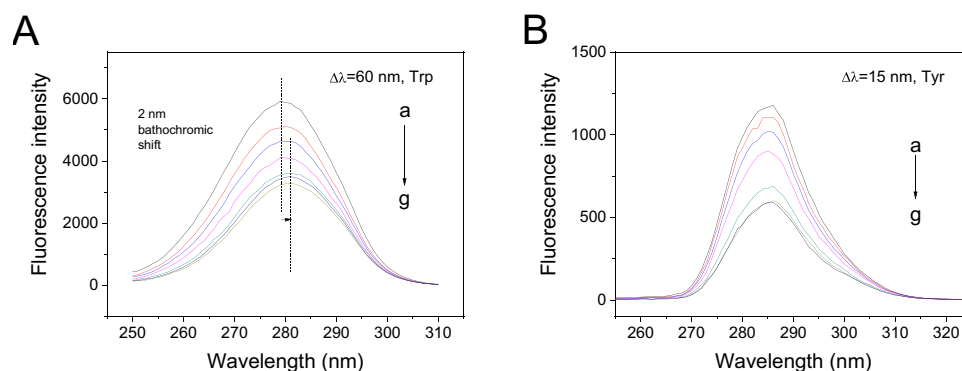 A
Δλ=60 nm, Trp
2 nm
bathochromic
shift
a
g
Fluorescence intensity
6000
4000
2000
0
250 260 270 280 290 300 310
Wavelength (nm)
B
Δλ=15 nm, Tyr
a
g
Fluorescence intensity
1500
1000
500
0
260 270 280 290 300 310 320
Wavelength (nm)